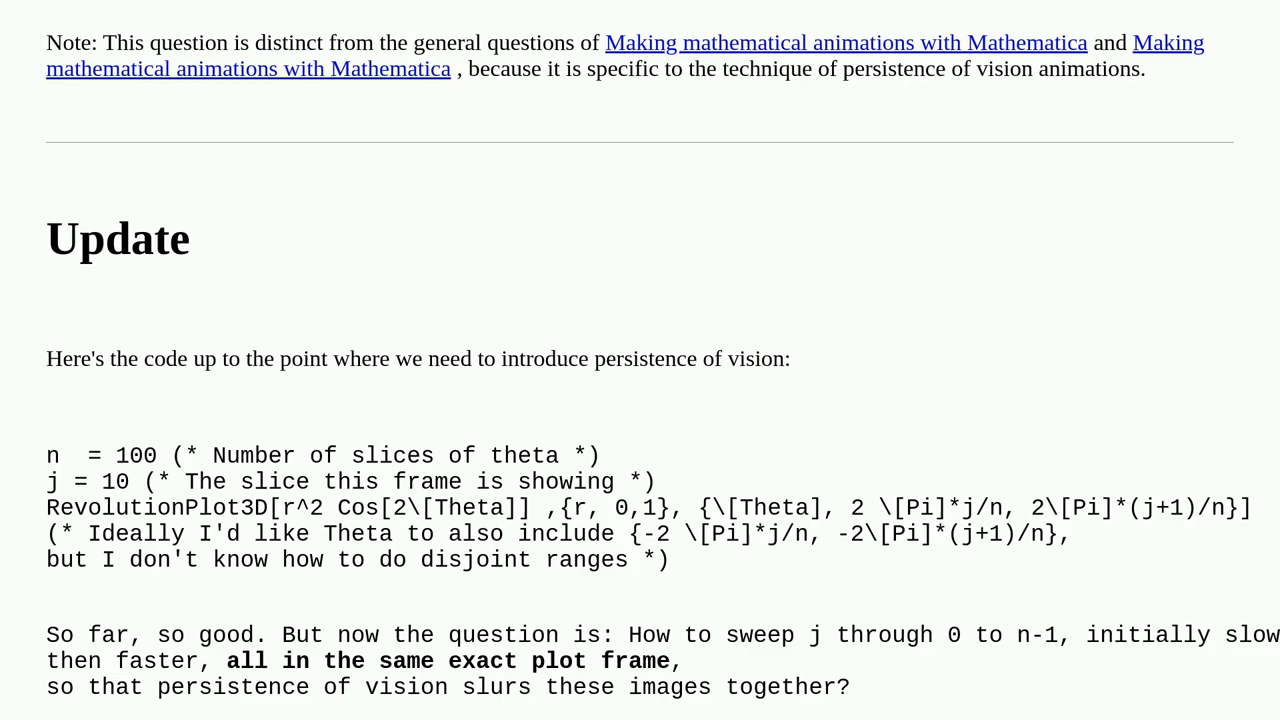 Note: This question is distinct from the general questions of Making mathematical animations with Mathematica and Making
mathematical animations with Mathematica , because it is specific to the technique of persistence of vision animations.
Update
Here's the code up to the point where we need to introduce persistence of vision:
n  = 100 (* Number of slices of theta *)
j = 10 (* The slice this frame is showing *)
RevolutionPlot3D[r^2 Cos[2\[Theta]] ,{r, 0,1}, {\[Theta], 2 \[Pi]*j/n, 2\[Pi]*(j+1)/n}]
(* Ideally I'd like Theta to also include {-2 \[Pi]*j/n, -2\[Pi]*(j+1)/n},
but I don't know how to do disjoint ranges *)
So far, so good. But now the question is: How to sweep j through 0 to n-1, initially slow
then faster, all in the same exact plot frame,
so that persistence of vision slurs these images together?